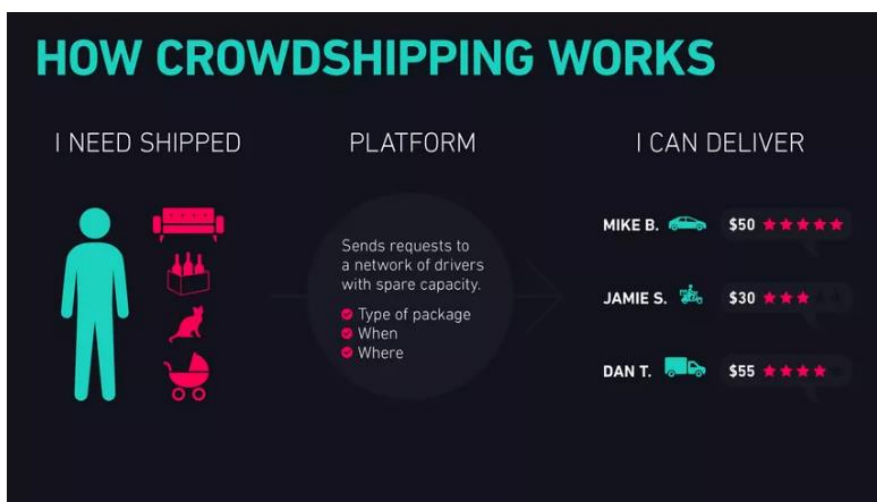 HOW CROWDSHIPPING WORKS
I NEED SHIPPED
PLATFORM
I CAN DELIVER
Sends requests to
a network of drivers
with spare capacity.
Type of package
When
Where
MIKE B. $50
JAMIE S. $30
DAN T. $55